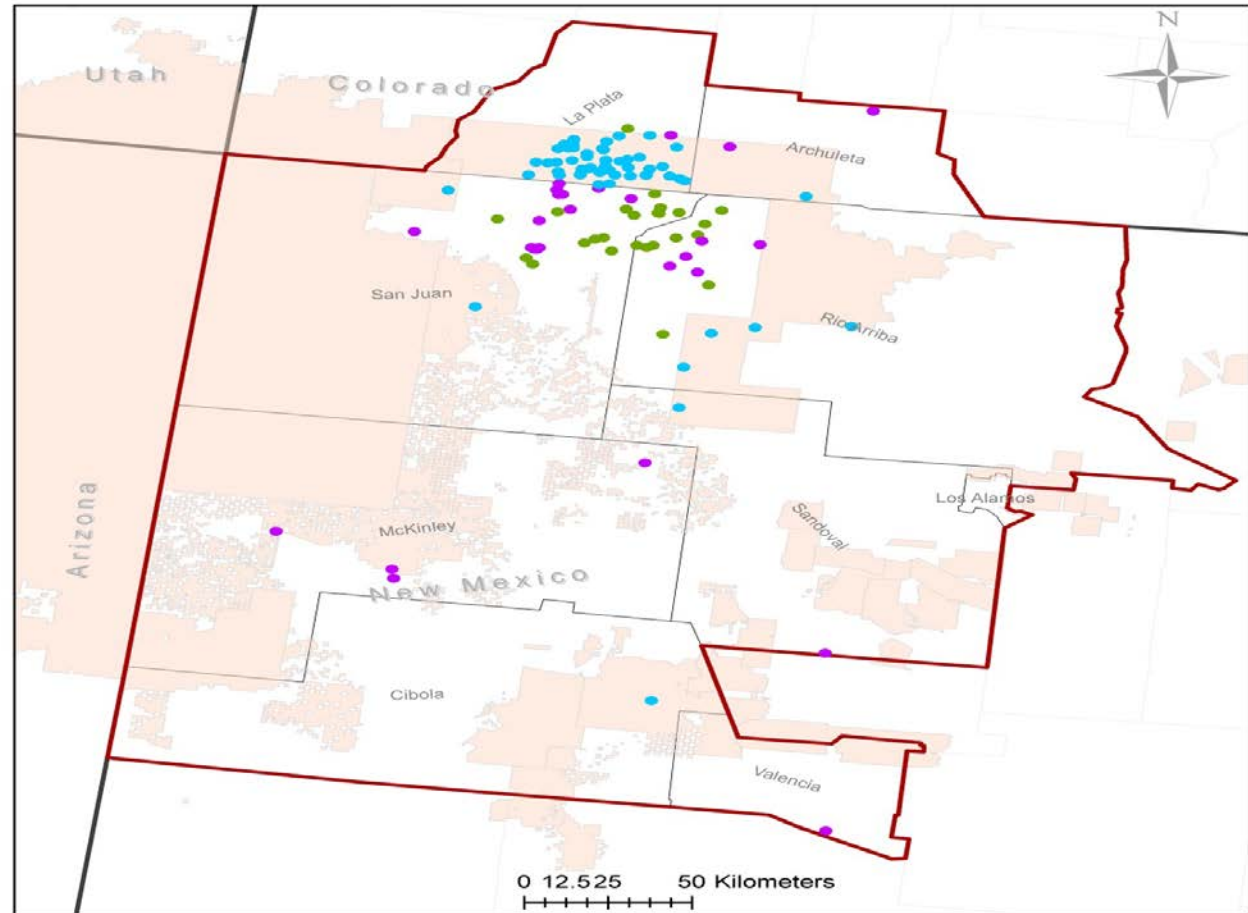 N
Utah
Colorado
La Plata
Archuleta
San Juan
Rio Arriba
Arizona
McKinley
New Mexico
Sandoval
Los Alamos
Cibola
Valencia
0 12.525 50 Kilometers